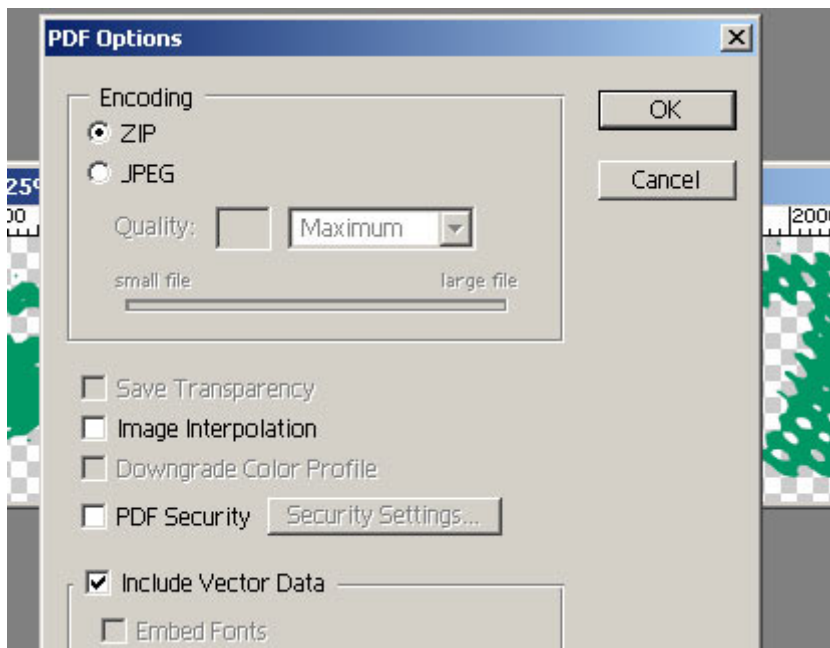 PDF Options
Encoding
OK
ZIP
JPEG
Cancel
Quality:
Maximum
small file
large file
2000
Save Transparency
Image Interpolation
Downgrade Color Profile
PDF Security
Security Settings...
Include Vector Data
Embed Fonts